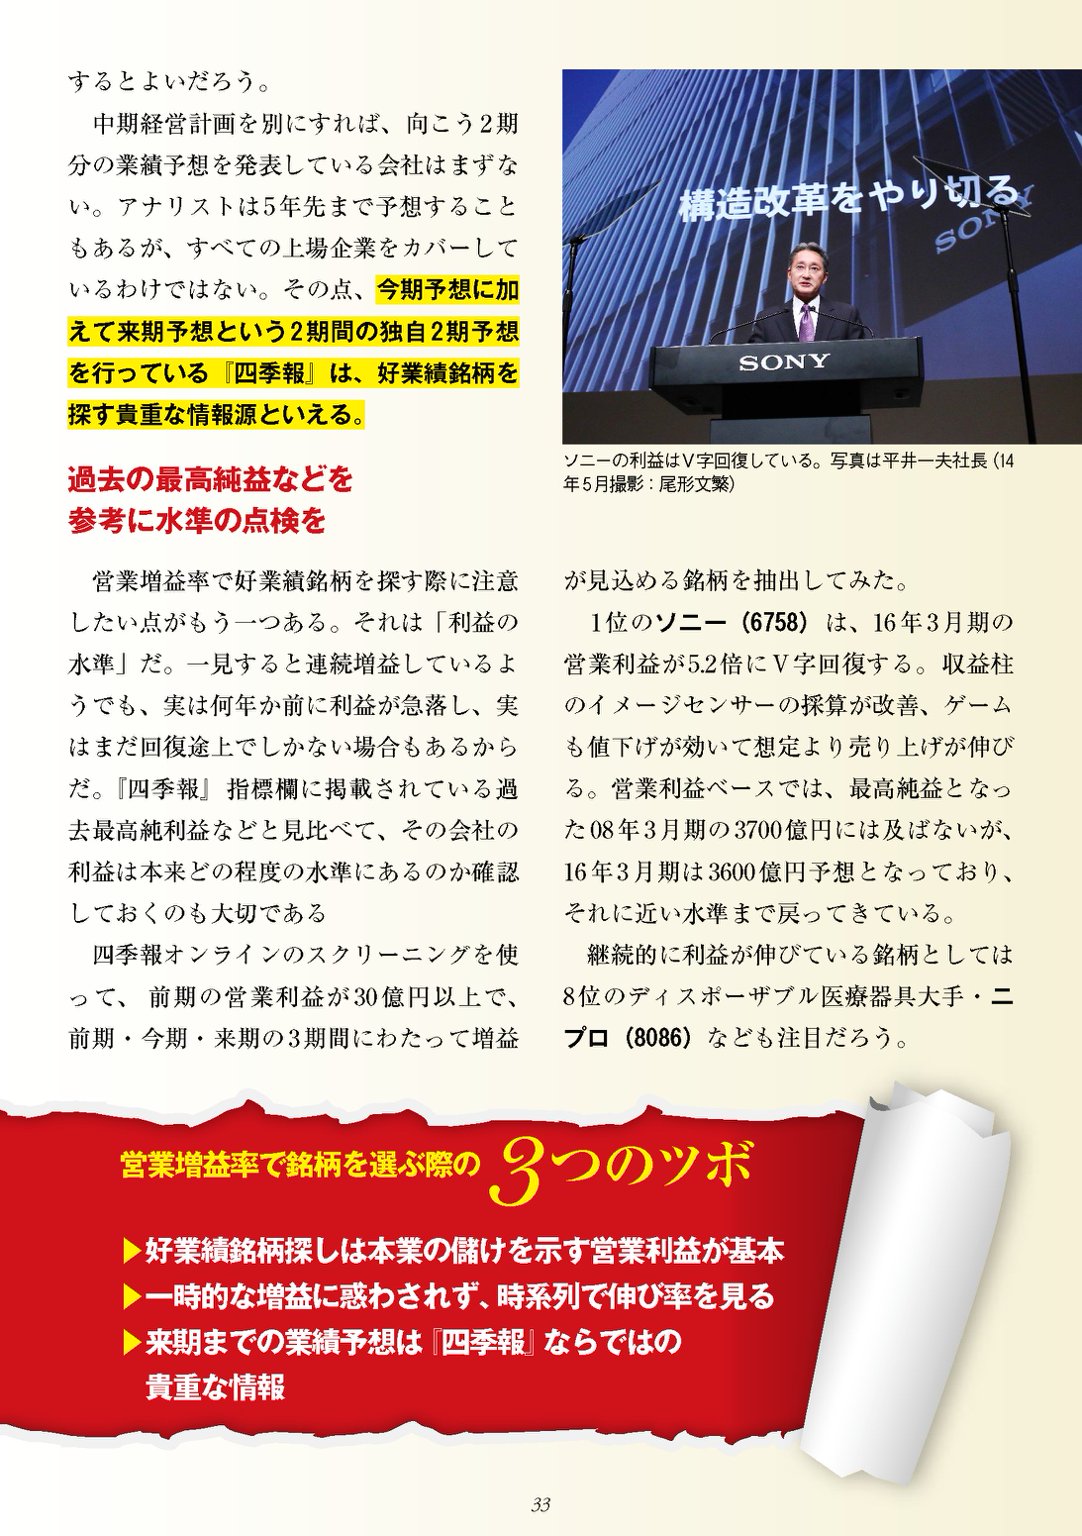 するとよいだろう。
　中期経営計画を別にすれば、向こう2期
分の業績予想を発表している会社はまずな
い。アナリストは5年先まで予想すること
もあるが、すべての上場企業をカバーして
いるわけではない。その点、今期予想に加
えて来期予想という2期間の独自2期予想
を行っている『四季報』は、好業績銘柄を
探す貴重な情報源といえる。
過去の最高純益などを
参考に水準の点検を
　営業増益率で好業績銘柄を探す際に注意
したい点がもう一つある。それは「利益の
水準」だ。一見すると連続増益しているよ
うでも、実は何年か前に利益が急落し、実
はまだ回復途上でしかない場合もあるから
だ。『四季報』指標欄に掲載されている過
去最高純利益などと見比べて、その会社の
利益は本来どの程度の水準にあるのか確認
しておくのも大切である
　四季報オンラインのスクリーニングを使
って、前期の営業利益が30億円以上で、
前期・今期・来期の3期間にわたって増益
構造改革をやり切る
SONY
SONY
ソニーの利益はV字回復している。写真は平井一夫社長（14
年5月撮影：尾形文繁）
が見込める銘柄を抽出してみた。
　1位のソニー（6758）は、16年3月期の
営業利益が5.2倍にV字回復する。収益柱
のイメージセンサーの採算が改善、ゲーム
も値下げが効いて想定より売り上げが伸び
る。営業利益ベースでは、最高純益となっ
た08年3月期の3700億円には及ばないが、
16年3月期は3600億円予想となっており、
それに近い水準まで戻ってきている。
　継続的に利益が伸びている銘柄としては
8位のディスポーザブル医療器具大手・ニ
プロ（8086）なども注目だろう。
営業増益率で銘柄を選ぶ際の3つのツボ
▶好業績銘柄探しは本業の儲けを示す営業利益が基本
▶一時的な増益に惑わされず、時系列で伸び率を見る
▶来期までの業績予想は『四季報』ならではの
貴重な情報
33